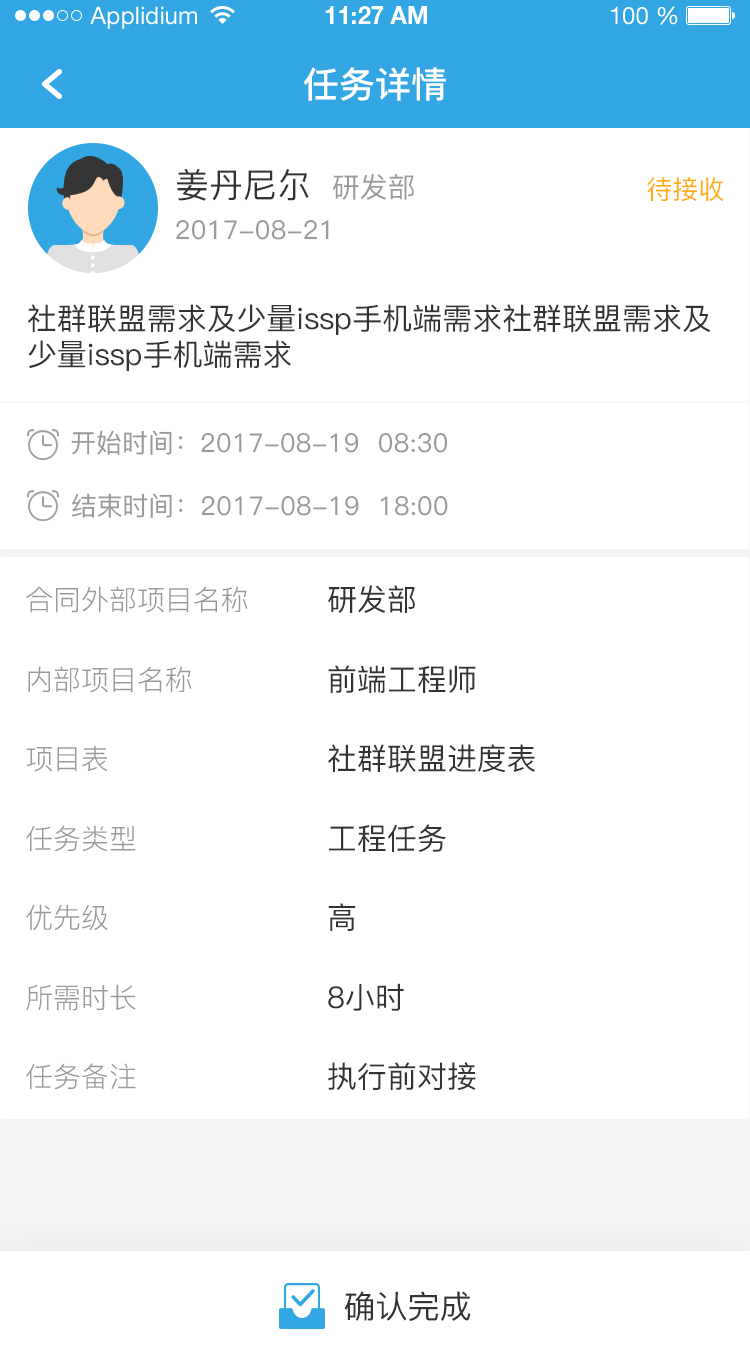 Applidium 11:27 AM 100 %
任务详情
姜丹尼尔 研发部 待接收
2017-08-21
社群联盟需求及少量issp手机端需求社群联盟需求及
少量issp手机端需求
开始时间：2017-08-19 08:30
结束时间：2017-08-19 18:00
合同外部项目名称 研发部
内部项目名称 前端工程师
项目表 社群联盟进度表
任务类型 工程任务
优先级 高
所需时长 8小时
任务备注 执行前对接
确认完成